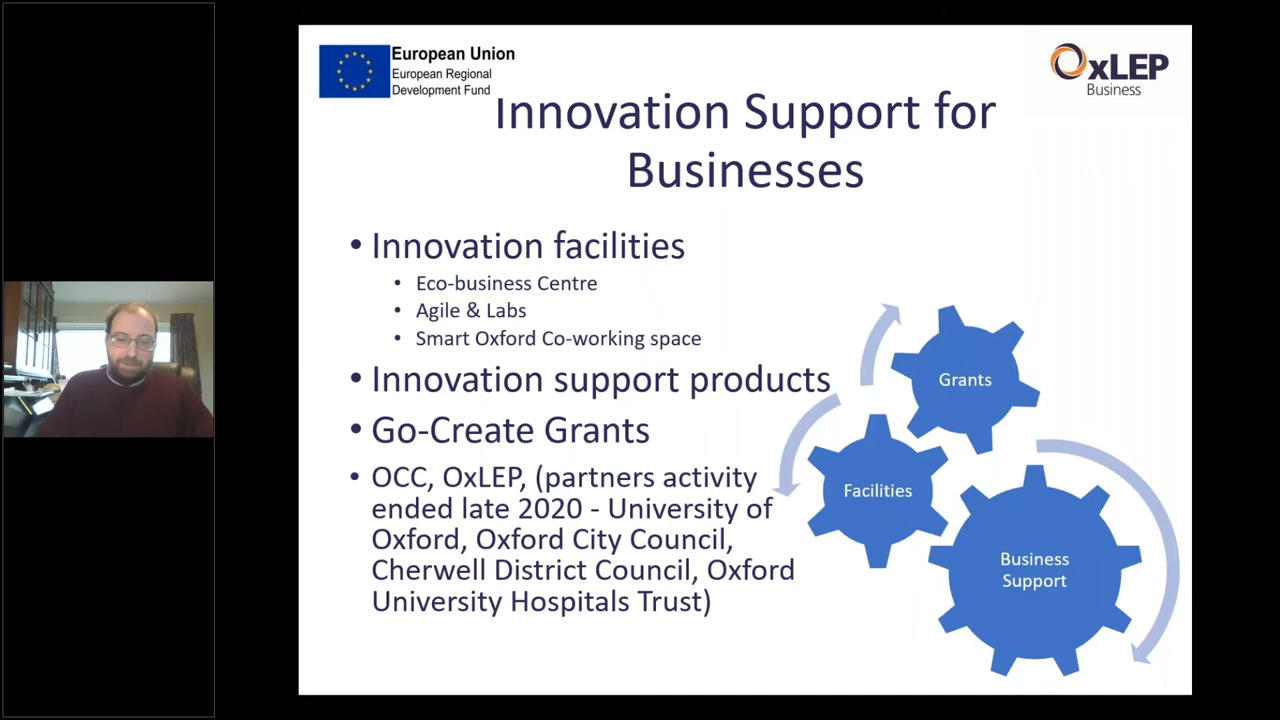 European Union
European Regional
Development Fund
OxLEP
Business
Innovation Support for
Businesses
• Innovation facilities
• Eco-business Centre
• Agile & Labs
• Smart Oxford Co-working space
• Innovation support products
• Go-Create Grants
• OCC, OxLEP, (partners activity
ended late 2020 - University of
Oxford, Oxford City Council,
Cherwell District Council, Oxford
University Hospitals Trust)
Grants
Facilities
Business
Support